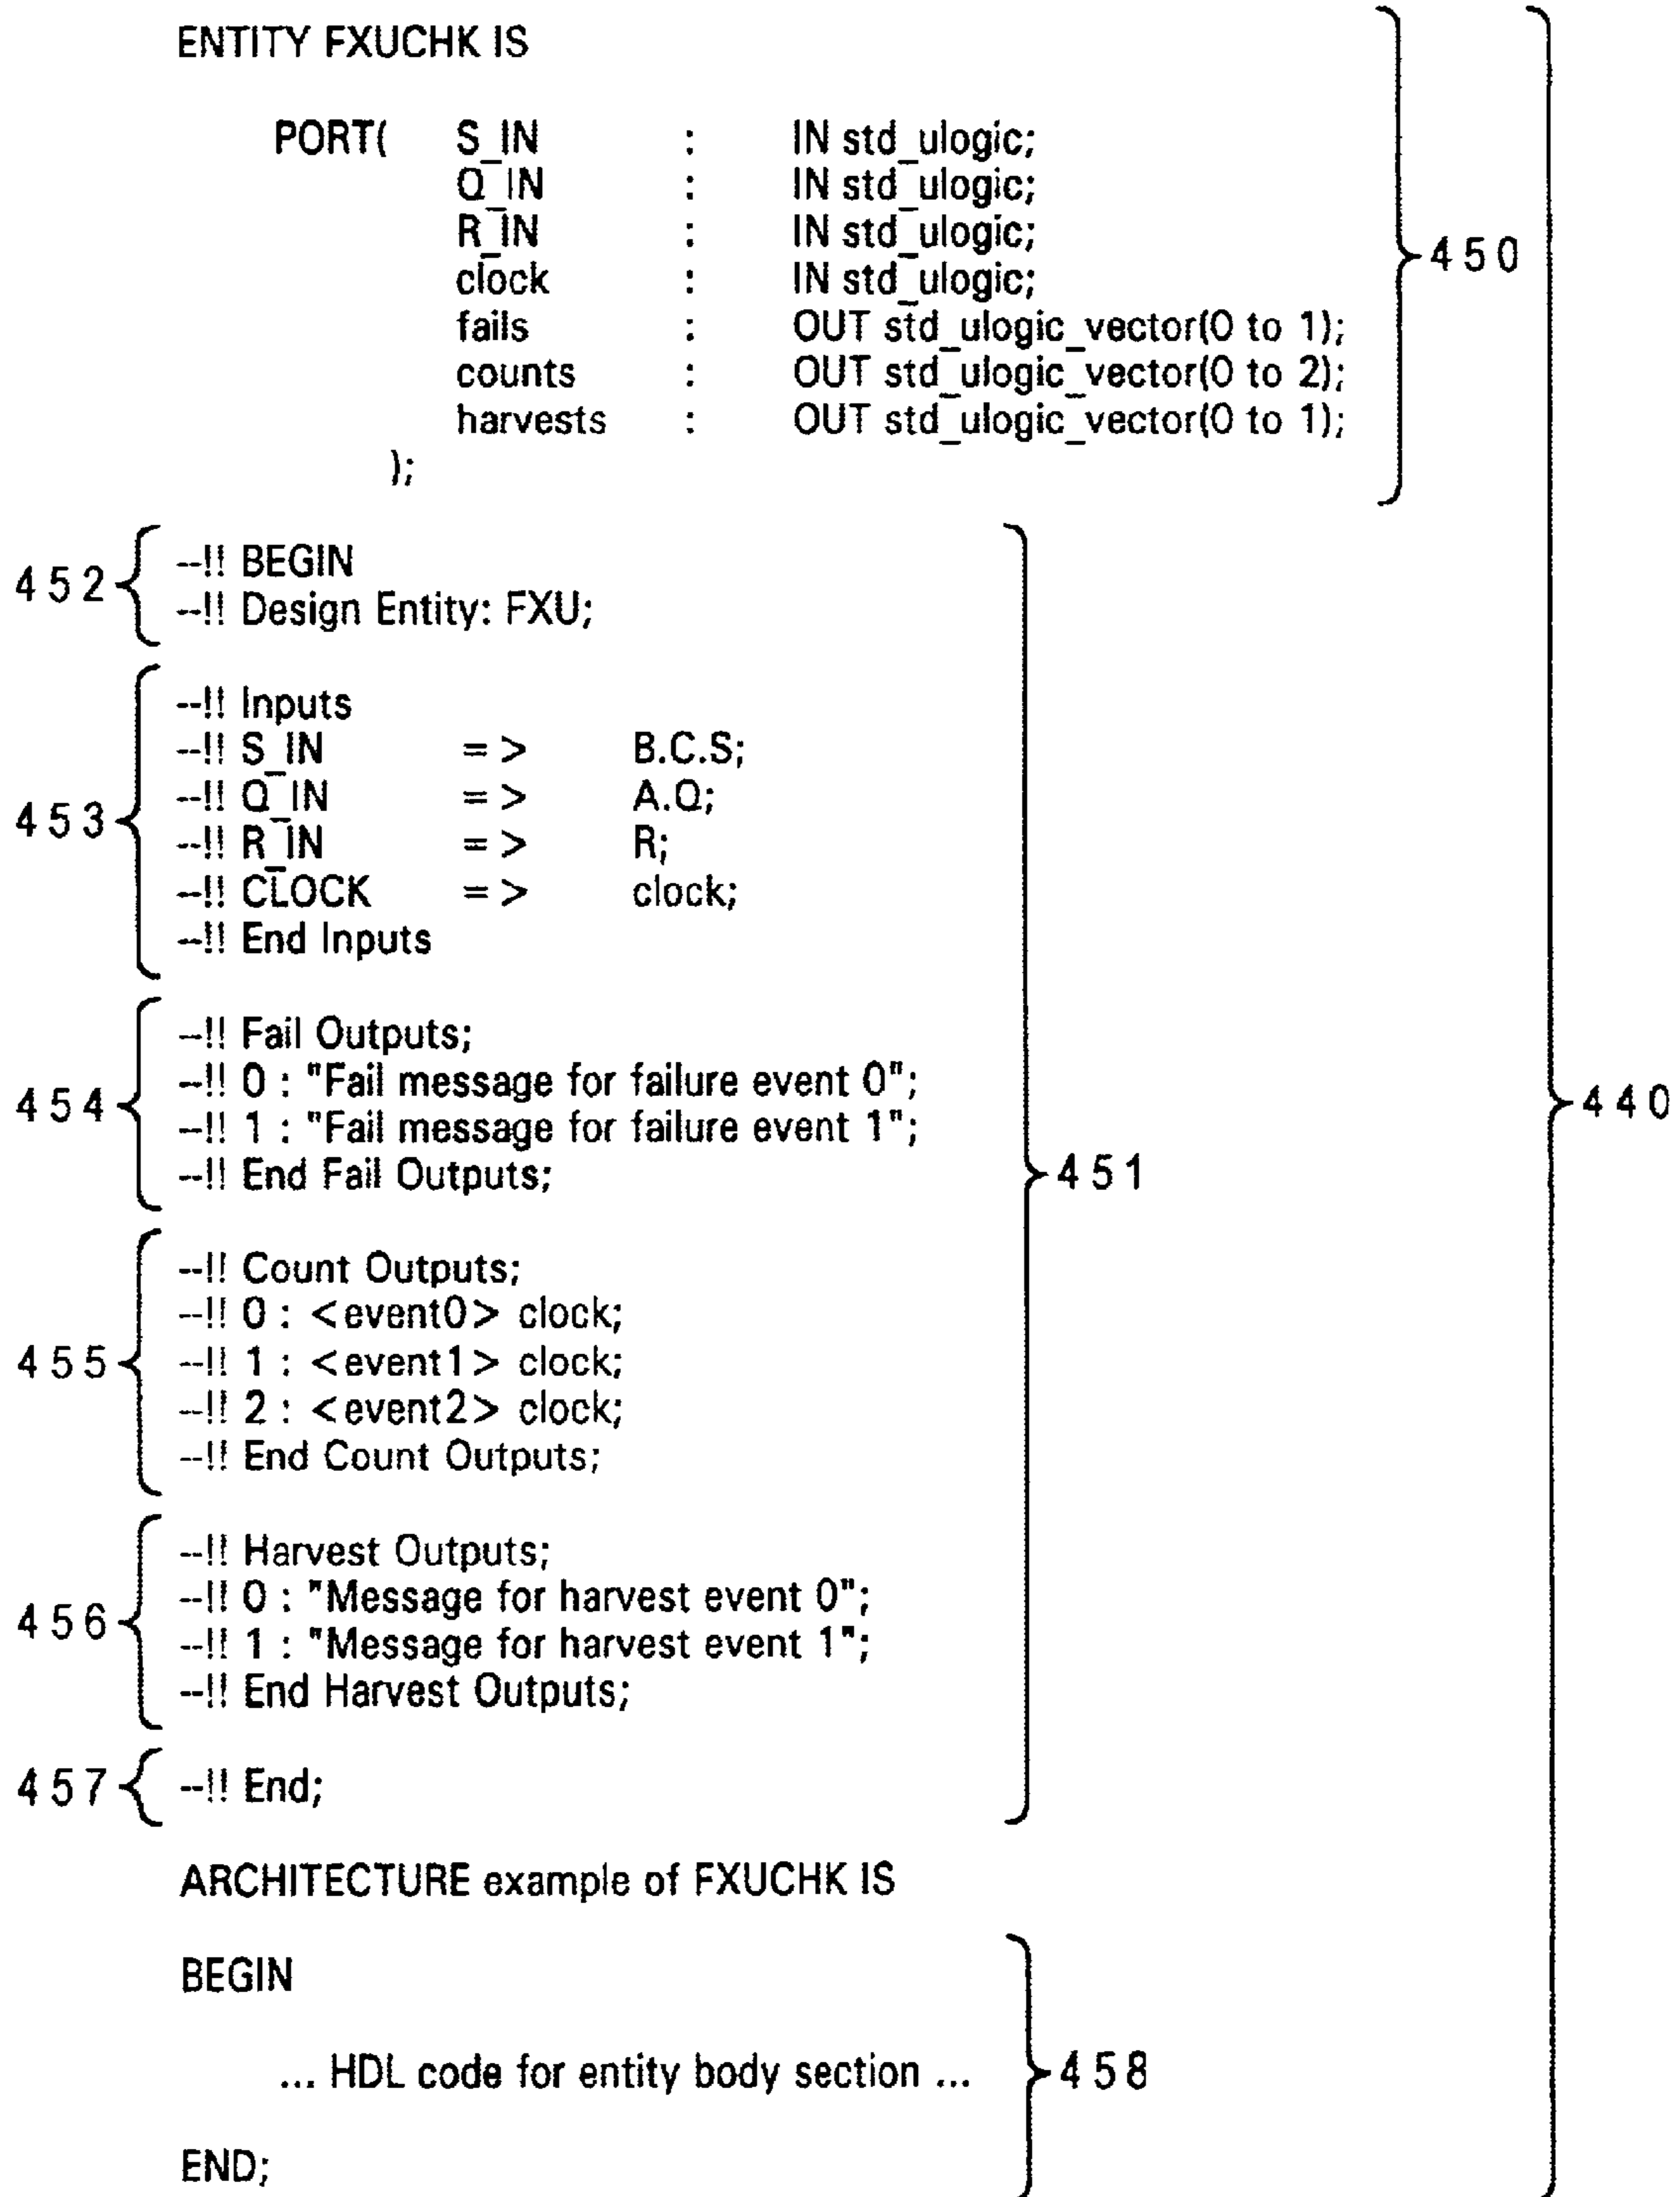 ENTITY FXUCHK IS
PORT( S_IN : IN std_ulogic;
Q_IN : IN std_ulogic;
R_IN : IN std_ulogic;
clock : IN std_ulogic;
fails : OUT std_ulogic_vector(0 to 1);
counts : OUT std_ulogic_vector(0 to 2);
harvests : OUT std_ulogic_vector(0 to 1);
);
450
452
--!! BEGIN
--!! Design Entity: FXU;
453
--!! Inputs
--!! S_IN => B.C.S;
--!! Q_IN => A.Q;
--!! R_IN => R;
--!! CLOCK => clock;
--!! End Inputs
454
--!! Fail Outputs;
--!! 0 : "Fail message for failure event 0";
--!! 1 : "Fail message for failure event 1";
--!! End Fail Outputs;
451
440
455
--!! Count Outputs;
--!! 0 : <event0> clock;
--!! 1 : <event1> clock;
--!! 2 : <event2> clock;
--!! End Count Outputs;
456
--!! Harvest Outputs;
--!! 0 : "Message for harvest event 0";
--!! 1 : "Message for harvest event 1";
--!! End Harvest Outputs;
457
--!! End;
ARCHITECTURE example of FXUCHK IS
BEGIN
... HDL code for entity body section ...
458
END;